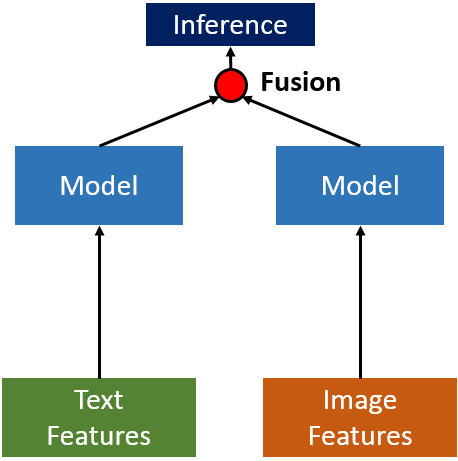 Inference
Fusion
Model
Model
Text
Features
Image
Features